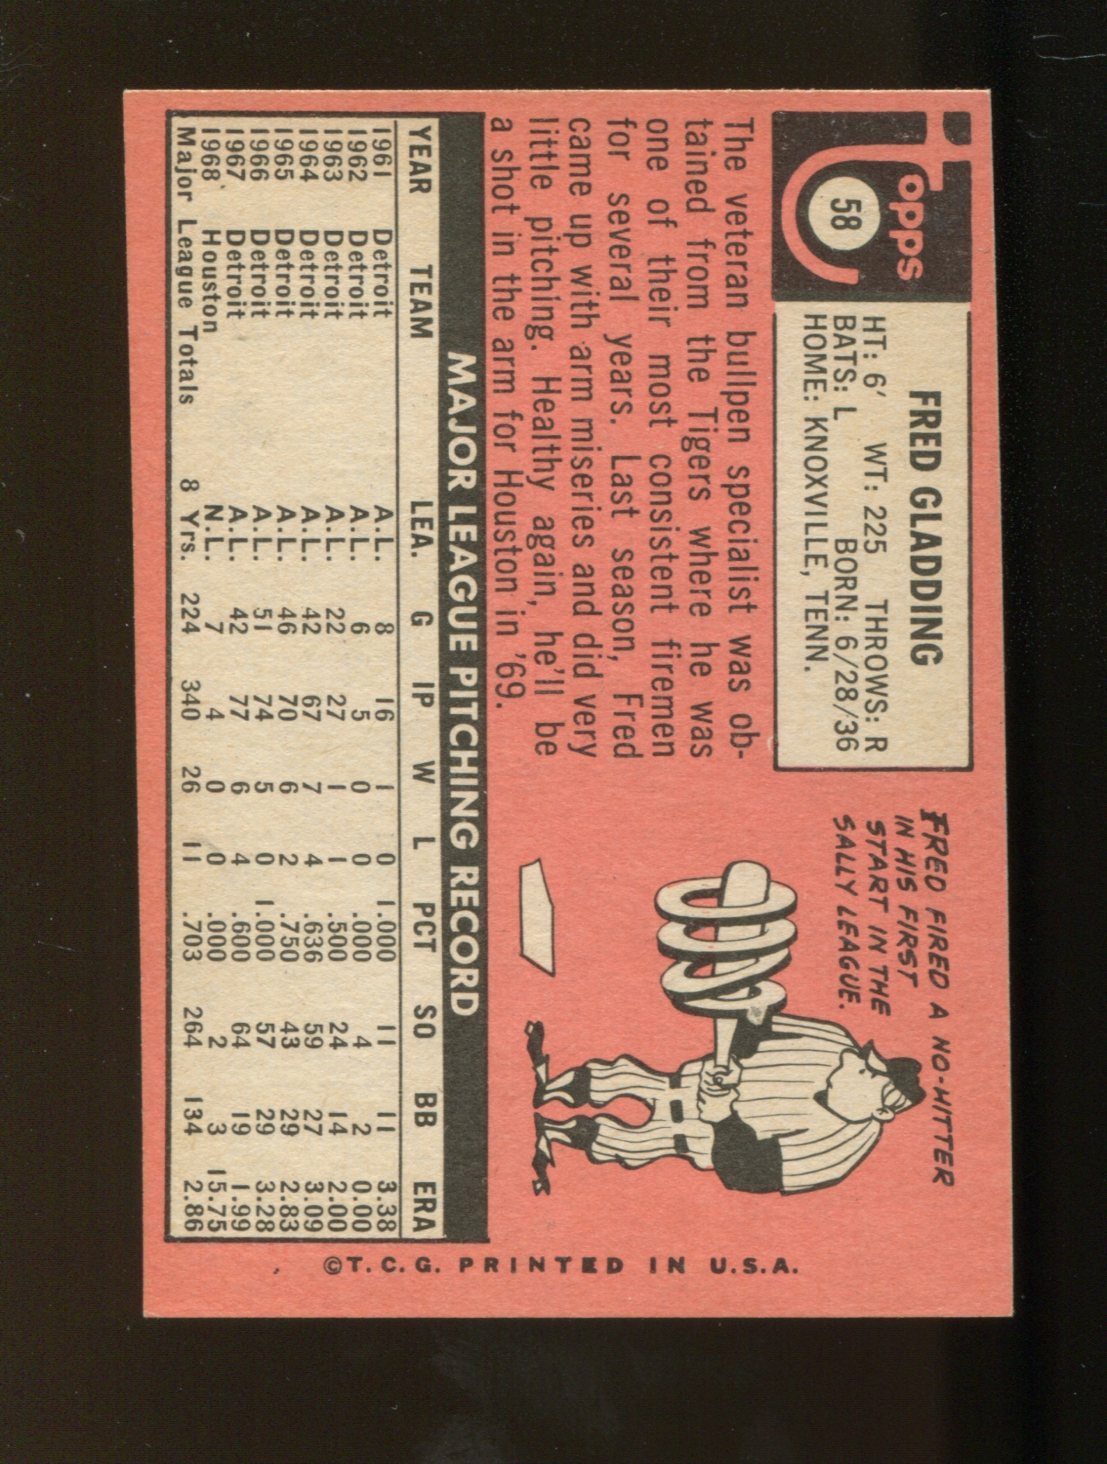 Topps
58
FRED GLADDING
HT: 6' WT: 225 THROWS: R
BATS: L BORN: 6/28/36
HOME: KNOXVILLE, TENN.
The veteran bullpen specialist was ob-
tained from the Tigers where he was
one of their most consistent firemen
for several years. Last season, Fred
came up with arm miseries and did very
little pitching. Healthy again, he'll be
a shot in the arm for Houston in '69.
FRED FIRED A NO-HITTER
IN HIS FIRST
START IN THE
SALLY LEAGUE.
MAJOR LEAGUE PITCHING RECORD
YEAR TEAM LEA. G IP W L PCT SO BB ERA
1961 Detroit A.L. 8 16 1 0 1.000 11 11 3.38
1962 Detroit A.L. 6 5 0 0 .000 4 2 0.00
1963 Detroit A.L. 22 27 1 1 .500 24 14 2.00
1964 Detroit A.L. 42 67 7 4 .636 59 27 3.09
1965 Detroit A.L. 46 70 6 2 .750 43 29 2.83
1966 Detroit A.L. 51 74 5 0 1.000 57 29 3.28
1967 Detroit A.L. 42 77 6 4 .600 64 19 1.99
1968 Houston N.L. 7 4 0 0 .000 2 3 15.75
Major League Totals 8 Yrs. 224 340 26 11 .703 264 134 2.86
©T.C.G. PRINTED IN U.S.A.